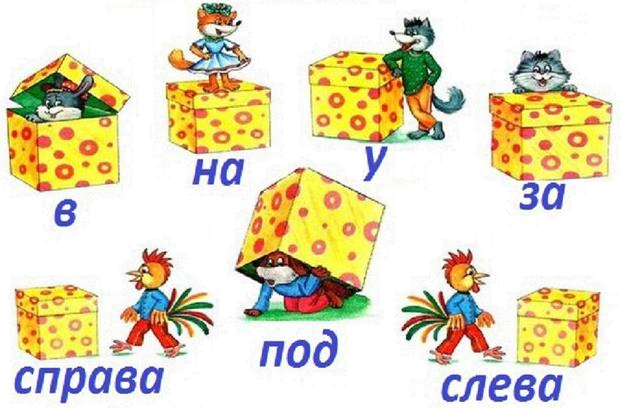 в
на
у
за
справа
под
слева